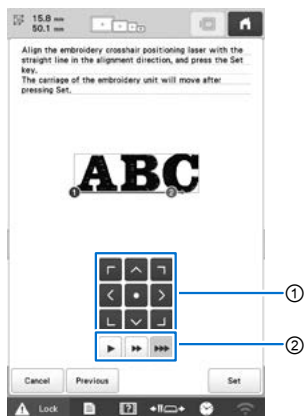 15.8 mm
50.1 mm
Align the embroidery crosshair positioning laser with the
straight line in the alignment direction, and press the Set
key.
The carriage of the embroidery unit will move after
pressing Set.
ABC
1 2
1
2
Cancel Previous Set
Lock ?